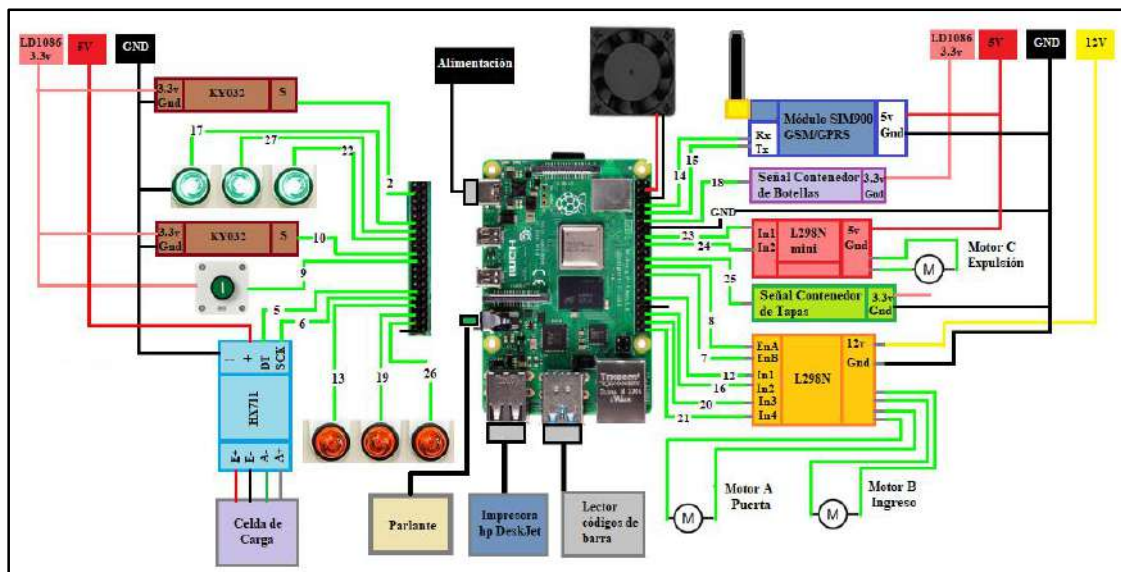 LD1086
3.3v
5V
GND
3.3v
Gnd
KY032
S
17
27
22
2
3.3v
Gnd
KY032
S
10
9
5
6
-
+
DT
SCK
HX711
E+
E-
A-
A+
Celda de
Carga
13
19
26
Alimentación
Parlante
Impresora
hp DeskJet
Lector
códigos de
barra
LD1086
3.3v
5V
GND
12V
Módulo SIM900
GSM/GPRS
Rx
Tx
5v
Gnd
15
14
18
Señal Contenedor
de Botellas
3.3v
Gnd
GND
23
24
In1
In2
L298N
mini
5v
Gnd
Motor C
Expulsión
M
25
Señal Contenedor
de Tapas
3.3v
Gnd
8
7
12
16
20
21
EnA
EnB
In1
In2
In3
In4
L298N
12v
Gnd
Motor A
Puerta
M
Motor B
Ingreso
M